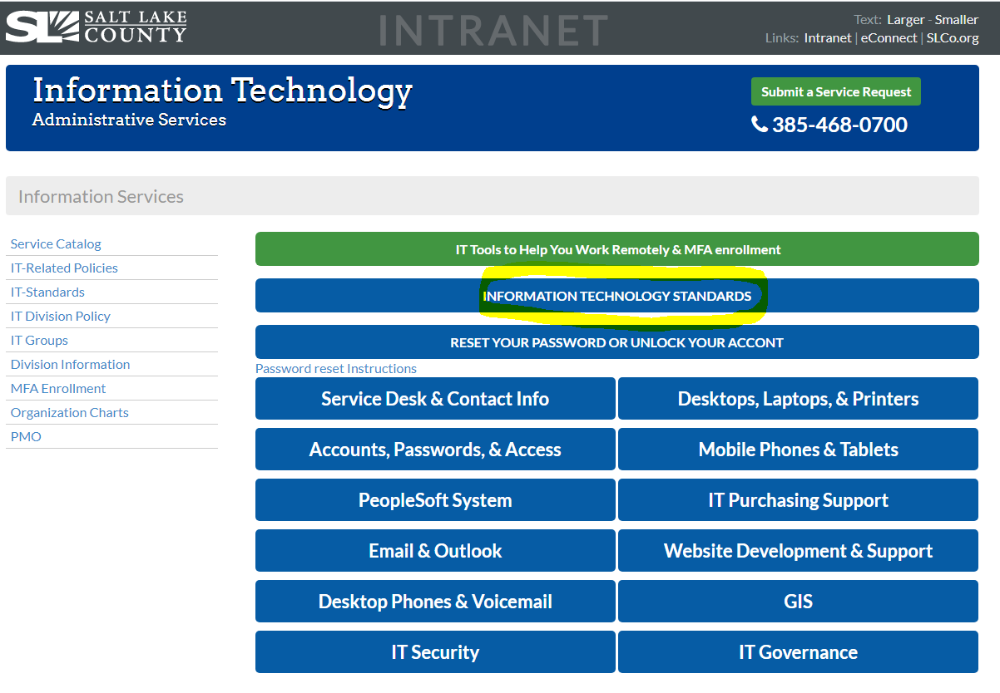 SL SALT LAKE
COUNTY
INTRANET
Text: Larger - Smaller
Links: Intranet | eConnect | SLCo.org
Information Technology
Administrative Services
Submit a Service Request
385-468-0700
Information Services
Service Catalog
IT-Related Policies
IT-Standards
IT Division Policy
IT Groups
Division Information
MFA Enrollment
Organization Charts
PMO
IT Tools to Help You Work Remotely & MFA enrollment
INFORMATION TECHNOLOGY STANDARDS
RESET YOUR PASSWORD OR UNLOCK YOUR ACCONT
Password reset Instructions
Service Desk & Contact Info
Desktops, Laptops, & Printers
Accounts, Passwords, & Access
Mobile Phones & Tablets
PeopleSoft System
IT Purchasing Support
Email & Outlook
Website Development & Support
Desktop Phones & Voicemail
GIS
IT Security
IT Governance